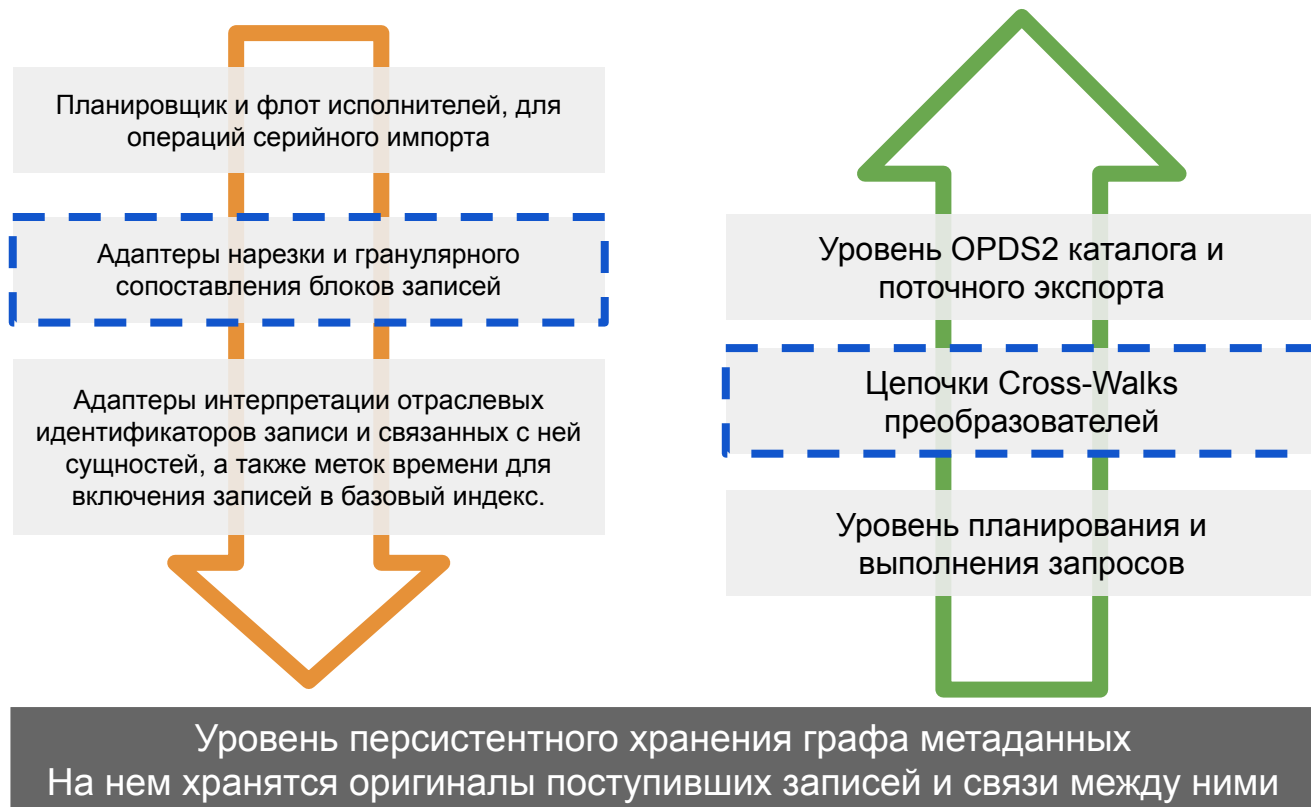 Планировщик и флот исполнителей, для
операций серийного импорта
Адаптеры нарезки и гранулярного
сопоставления блоков записей
Адаптеры интерпретации отраслевых
идентификаторов записи и связанных с ней
сущностей, а также меток времени для
включения записей в базовый индекс.
Уровень OPDS2 каталога и
поточного экспорта
Цепочки Cross-Walks
преобразователей
Уровень планирования и
выполнения запросов
Уровень персистентного хранения графа метаданных
На нем хранятся оригиналы поступивших записей и связи между ними